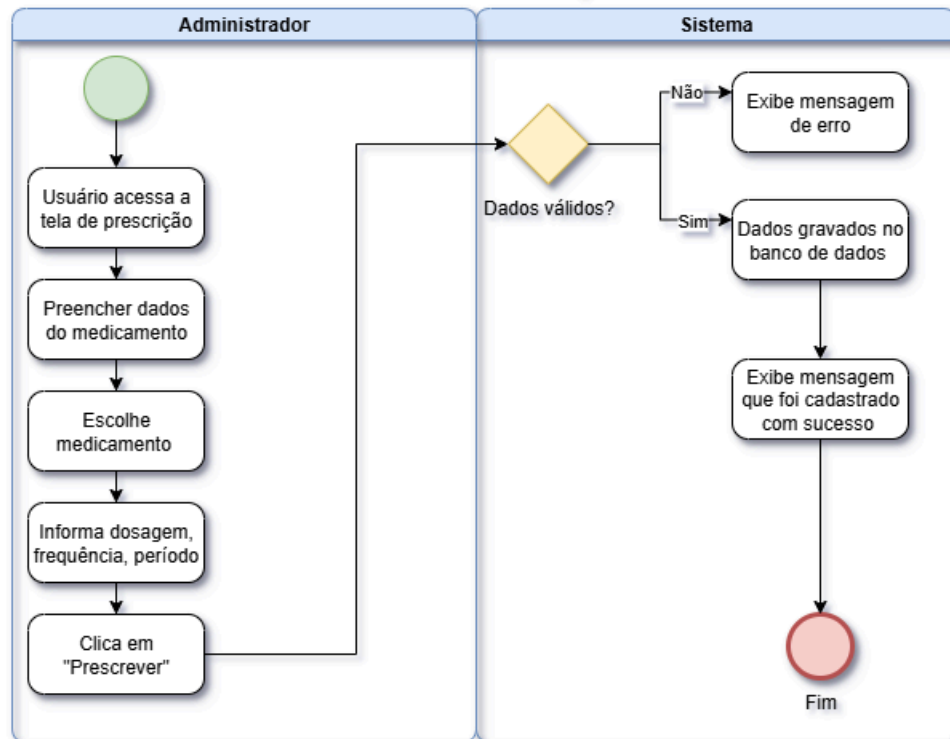 Administrador
Usuário acessa a
tela de prescrição
Preencher dados
do medicamento
Escolhe
medicamento
Informa dosagem,
frequência, período
Clica em
"Prescrever"
Sistema
Dados válidos?
Não
Exibe mensagem
de erro
Sim
Dados gravados no
banco de dados
Exibe mensagem
que foi cadastrado
com sucesso
Fim